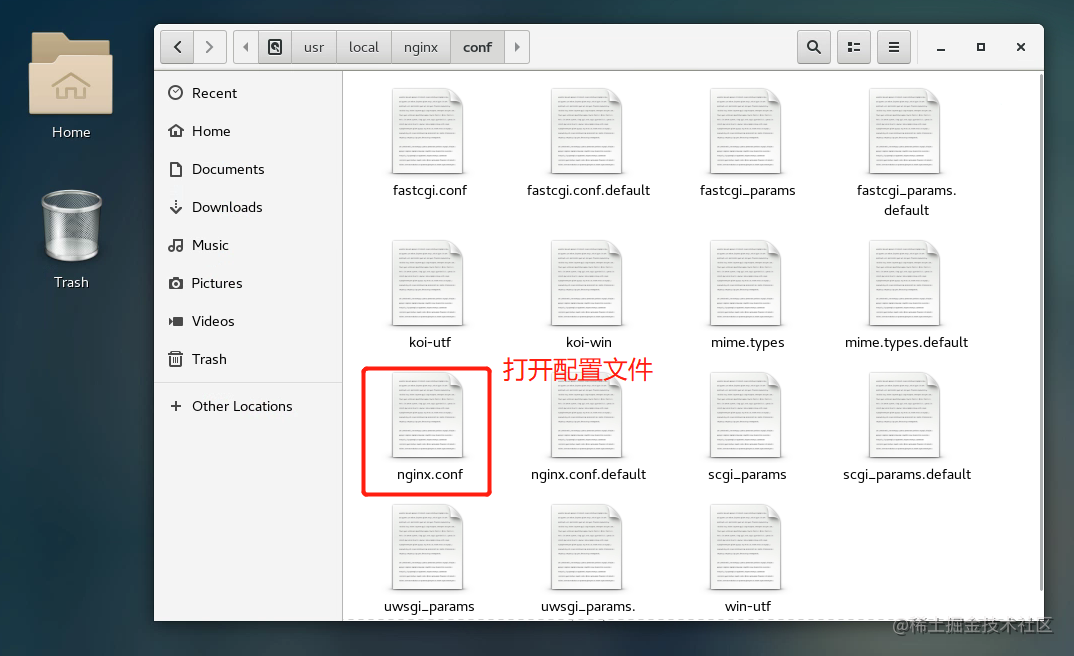 usr local nginx conf
Home
Trash
Recent
Home
Documents
Downloads
Music
Pictures
Videos
Trash
Other Locations
fastcgi.conf fastcgi.conf.default fastcgi_params fastcgi_params.
default
koi-utf koi-win mime.types mime.types.default
打开配置文件
nginx.conf nginx.conf.default scgi_params scgi_params.default
uwsgi_params uwsgi_params. win-utf
@稀土掘金技术社区